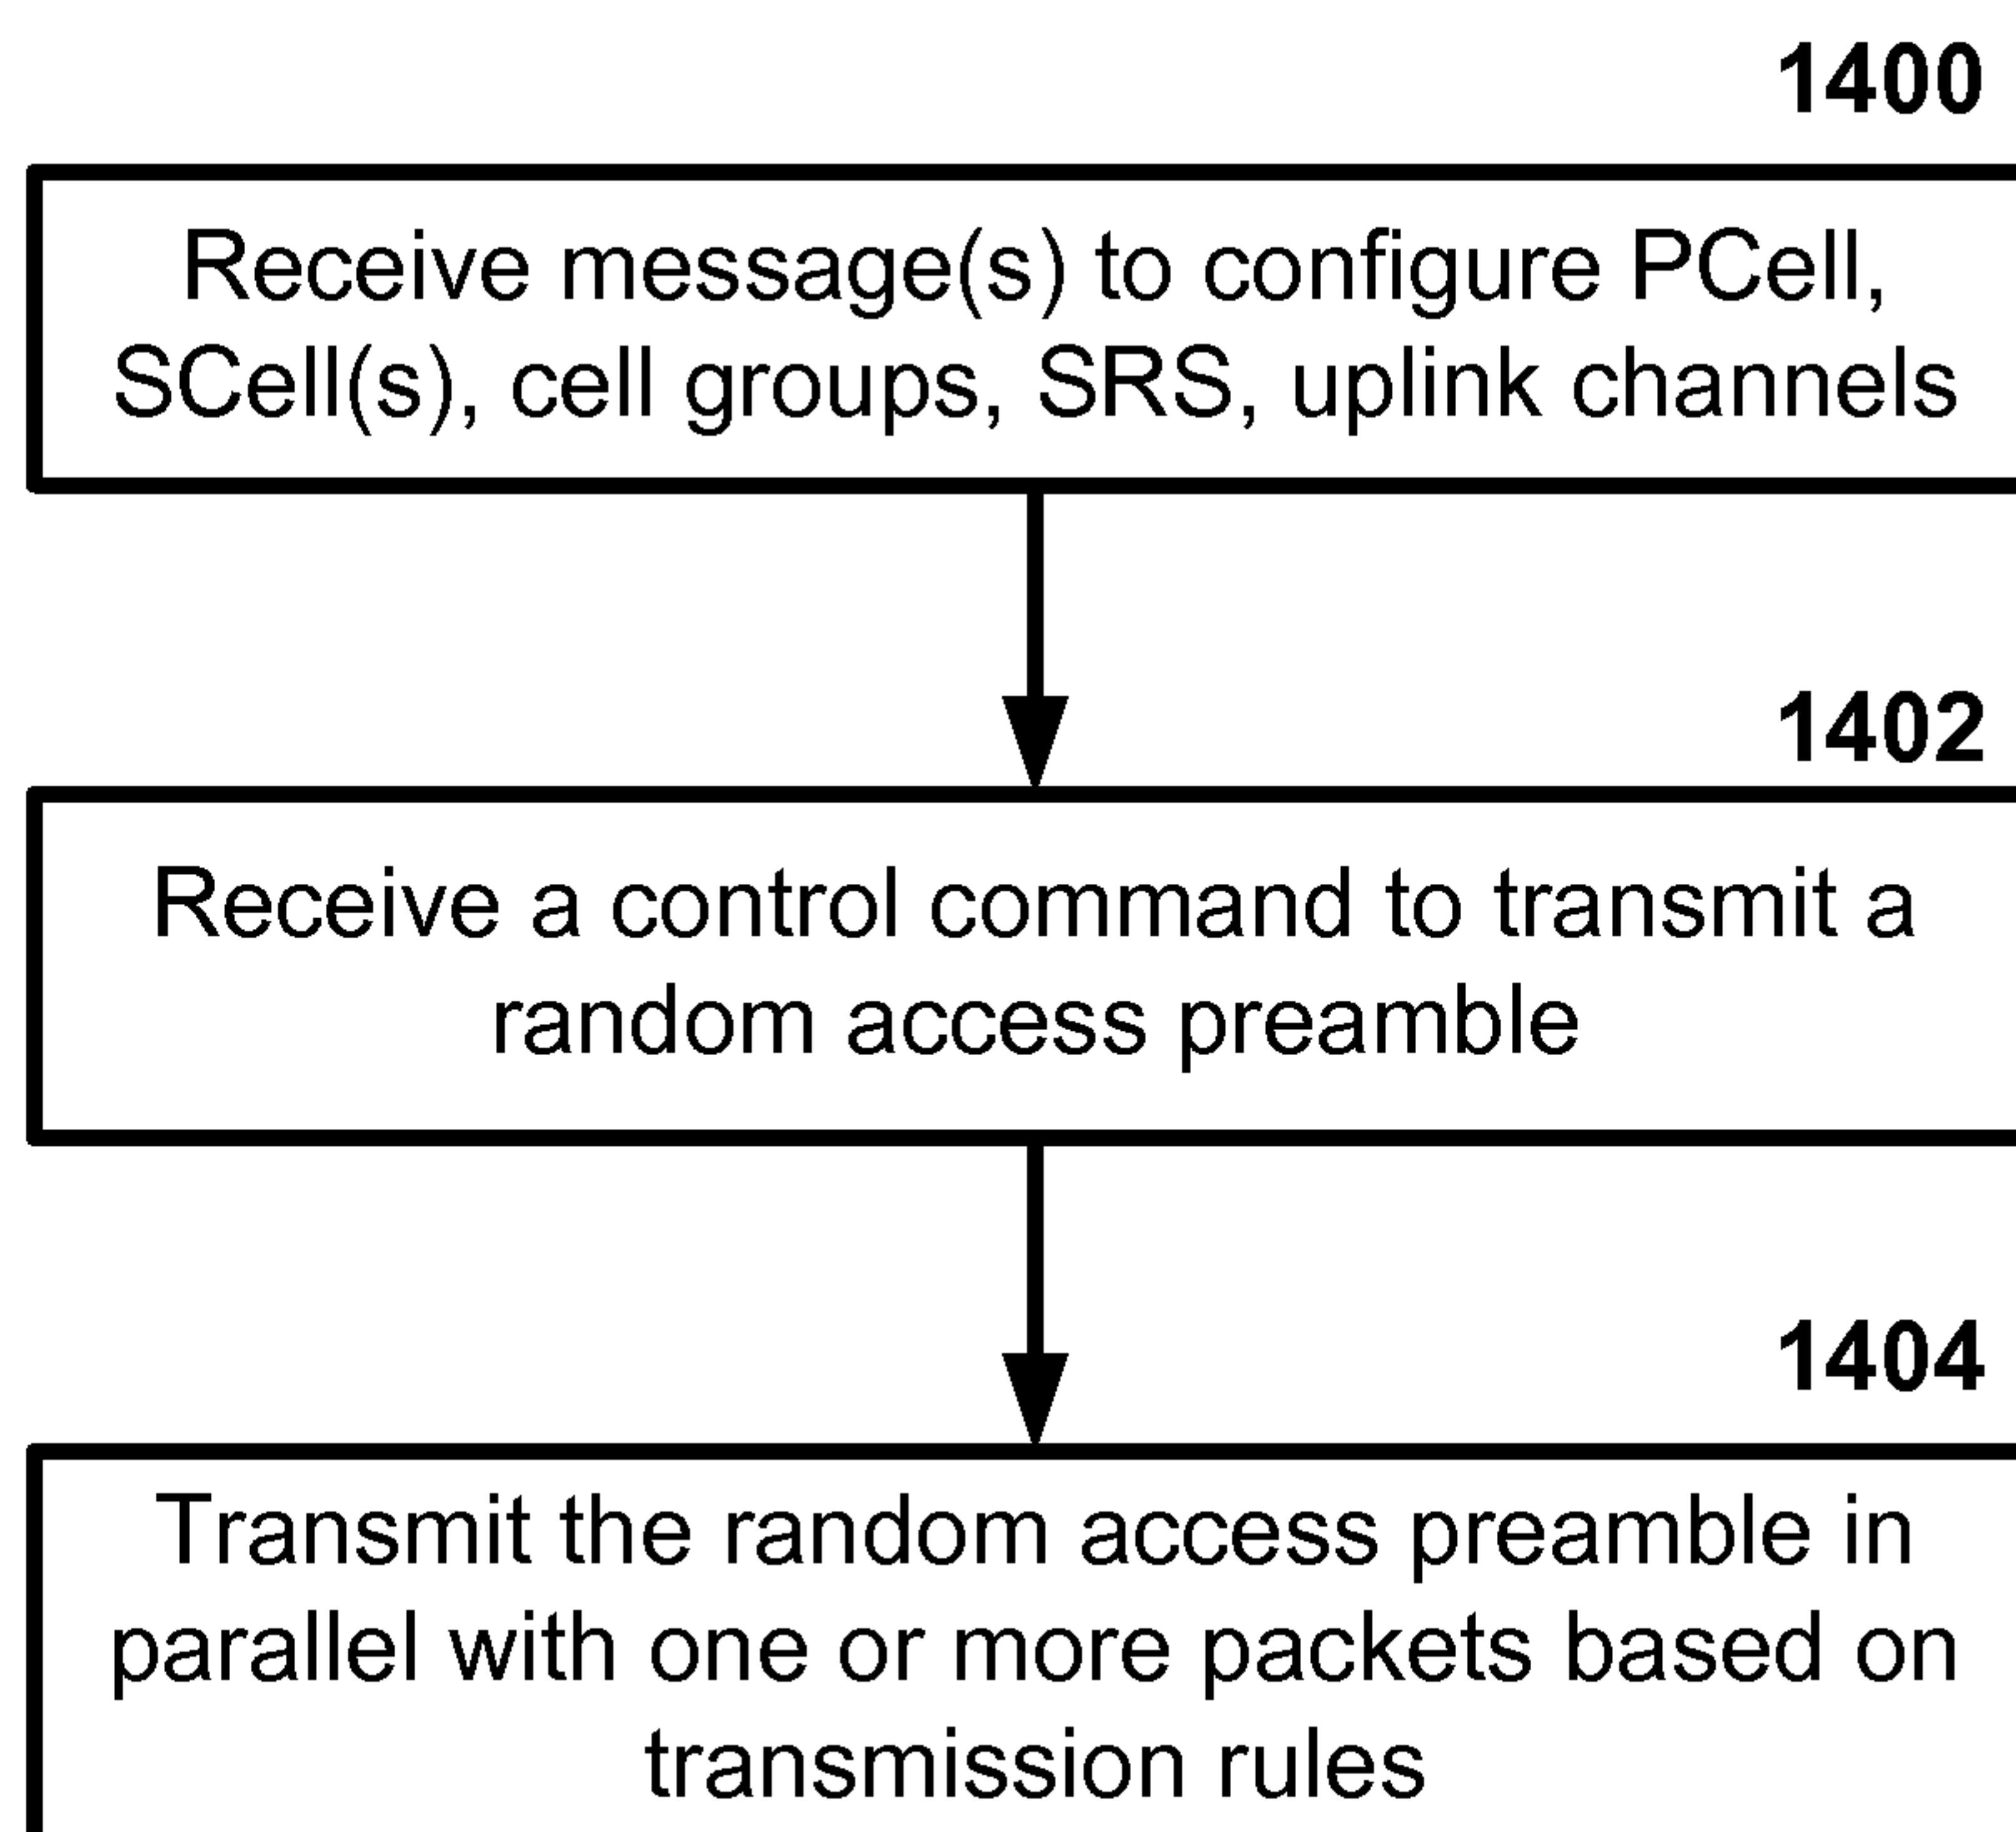 1400
Receive message(s) to configure PCell,
SCell(s), cell groups, SRS, uplink channels
1402
Receive a control command to transmit a
random access preamble
1404
Transmit the random access preamble in
parallel with one or more packets based on
transmission rules